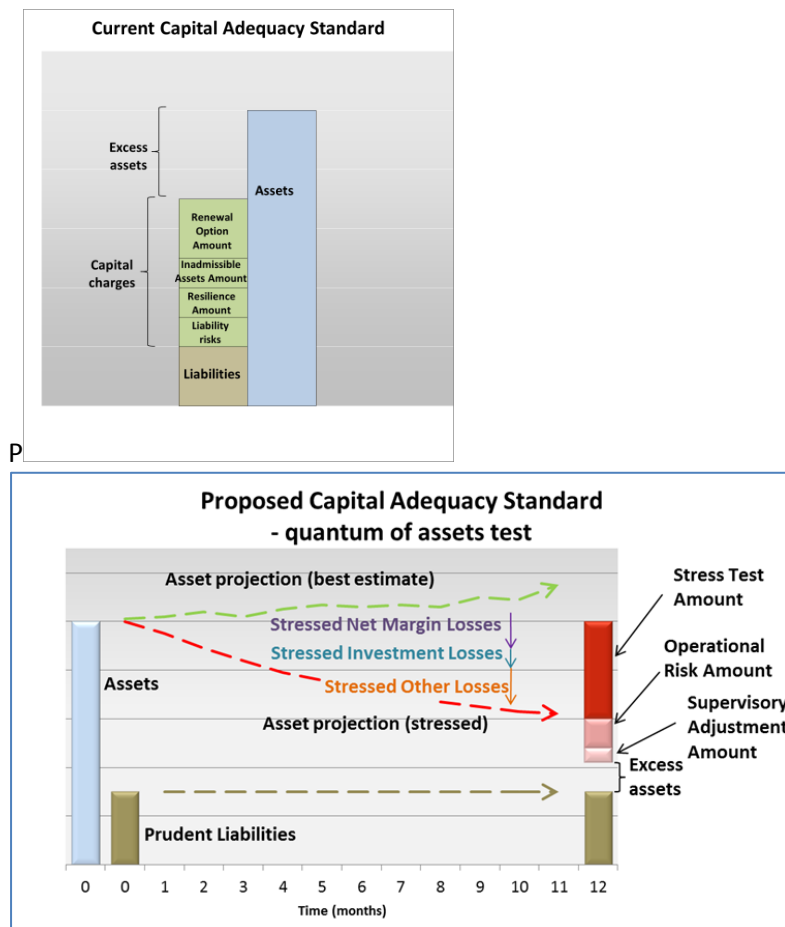 Current Capital Adequacy Standard
Excess
assets
Assets
Renewal
Option
Amount
Capital
charges
Inadmissible
Assets Amount
Resilience
Amount
Liability
risks
Liabilities
P
Proposed Capital Adequacy Standard
- quantum of assets test
Asset projection (best estimate)
Stress Test
Amount
Stressed Net Margin Losses
Stressed Investment Losses
Operational
Risk Amount
Assets
Stressed Other Losses
Supervisory
Adjustment
Amount
Asset projection (stressed)
Excess
assets
Prudent Liabilities
0 0 1 2 3 4 5 6 7 8 9 10 11 12
Time (months)